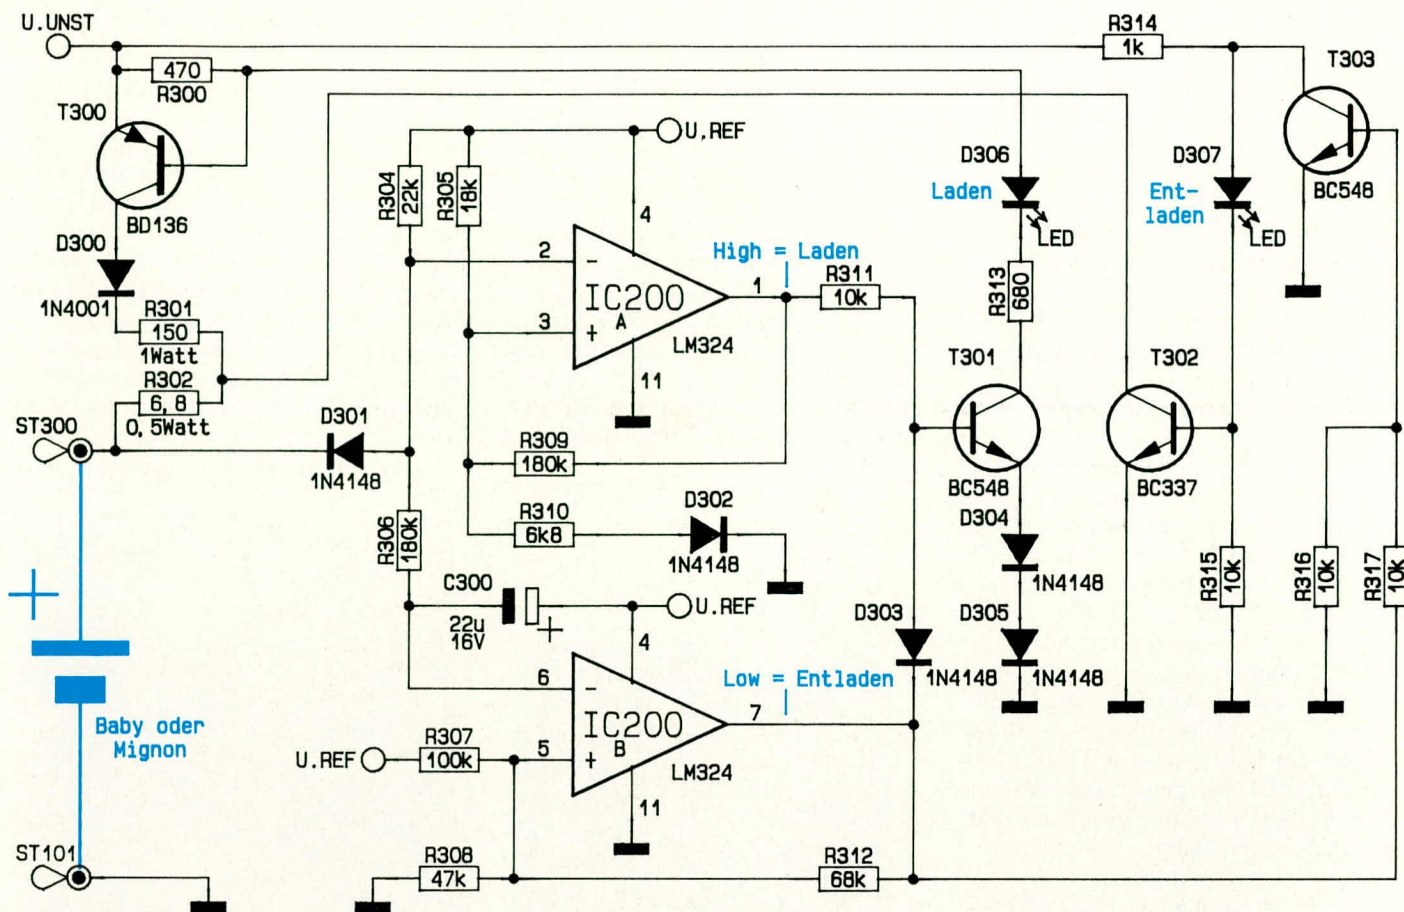 U.UNST
R314
1k
T303
470
R300
T300
U.REF
D306
D307
Laden
Ent-
laden
BC548
R304
22k
R305
18k
4
BD136
D300
LED
LED
2
-
High = Laden
1
R311
10k
R313
680
1N4001
R301
150
1Watt
IC200
A
3
+
LM324
R302
6,8
0,5Watt
11
T301
T302
ST300
D301
1N4148
R309
180k
BC548
BC337
R306
180k
R310
6k8
D302
1N4148
D304
1N4148
R315
10k
R316
10k
R317
10k
+
C300
22u
16V
+
U.REF
4
D303
1N4148
D305
1N4148
6
-
Low = Entladen
7
Baby oder
Mignon
IC200
B
U.REF
R307
100k
5
+
LM324
11
ST101
R308
47k
R312
68k